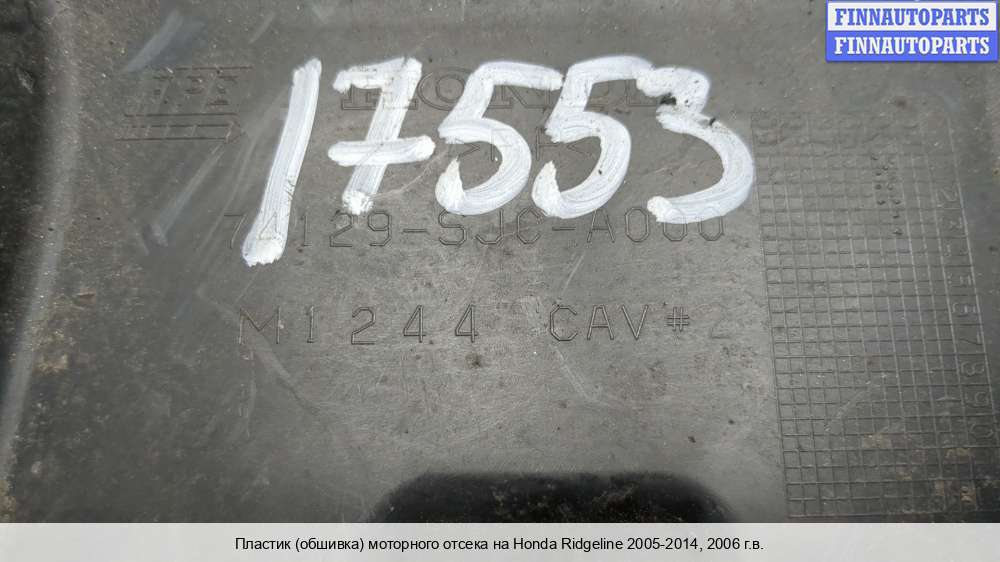 FINNAUTOPARTS
FINNAUTOPARTS
17553
HONDA
74129-SJC-A000
M1244 CAV#2
Пластик (обшивка) моторного отсека на Honda Ridgeline 2005-2014, 2006 г.в.